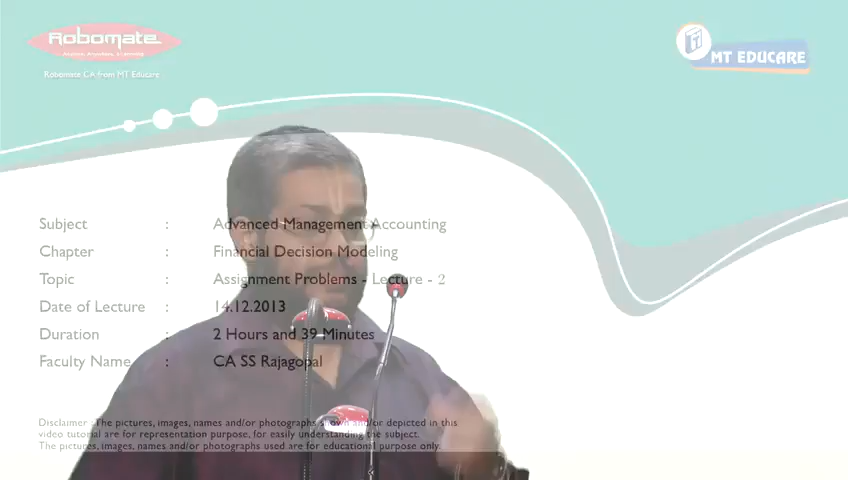 Robomate
Robomate CA from MT Educare
MT EDUCARE
Subject : Advanced Management Accounting
Chapter : Financial Decision Modeling
Topic : Assignment Problems - Lecture - 2
Date of Lecture : 14.12.2013
Duration : 2 Hours and 39 Minutes
Faculty Name : CA SS Rajagopal
Disclaimer : The pictures, images, names and/or photographs shown and/or depicted in this
video tutorial are for representation purpose, for easily understanding the subject.
The pictures, images, names and/or photographs used are for educational purpose only.